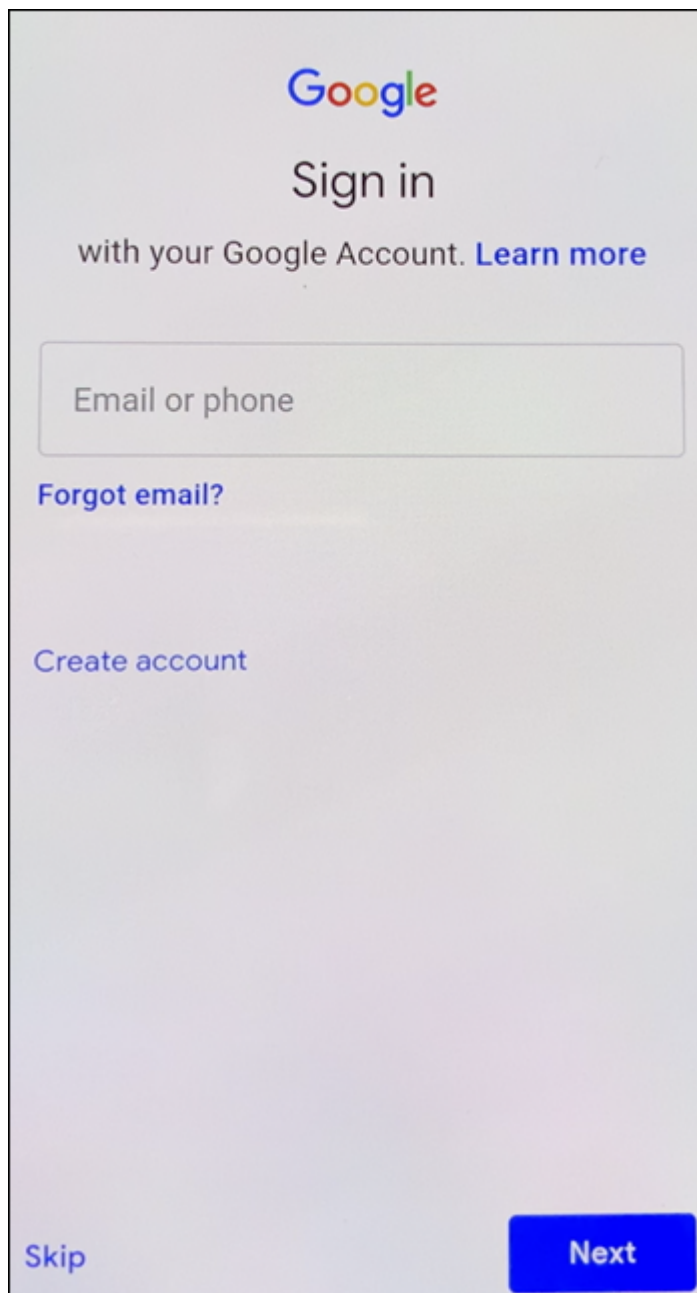 Google
Sign in
with your Google Account. Learn more
Email or phone
Forgot email?
Create account
Skip
Next